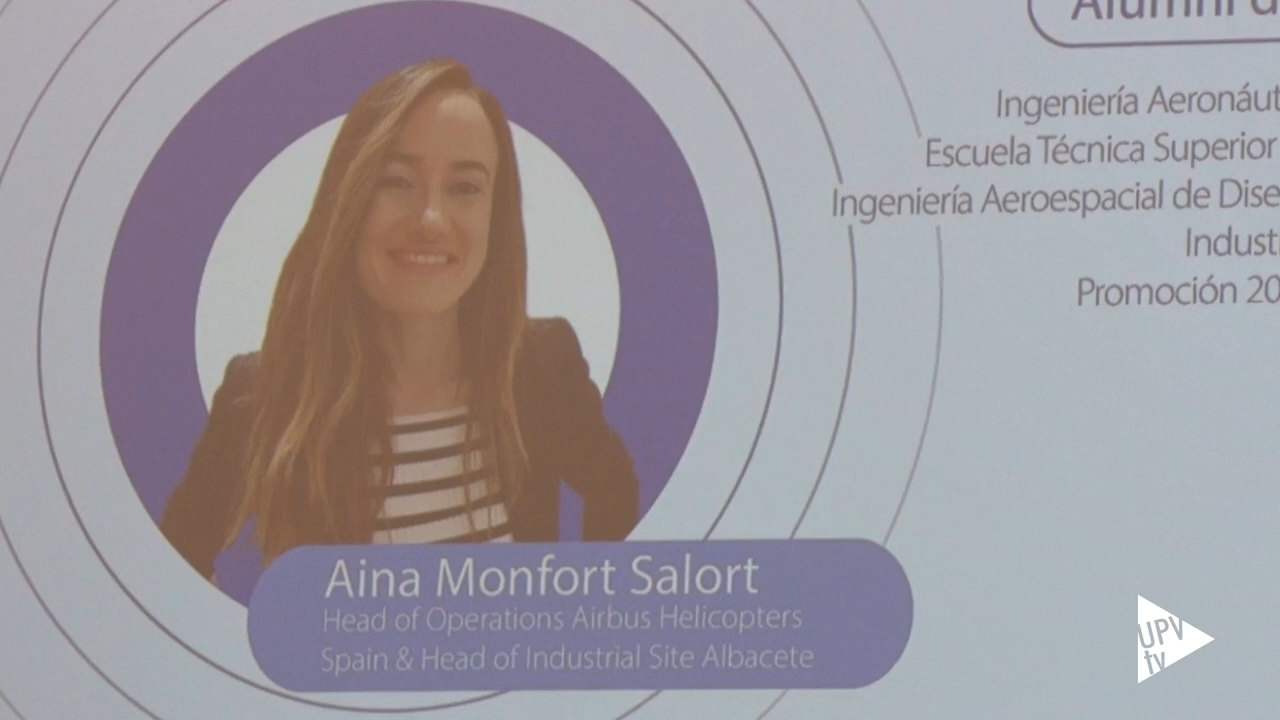 Alumni d
Ingeniería Aeronáut
Escuela Técnica Superior
Ingeniería Aeroespacial de Dise
Indust
Promoción 20
Aina Monfort Salort
Head of Operations Airbus Helicopters
Spain & Head of Industrial Site Albacete
UPV
tv